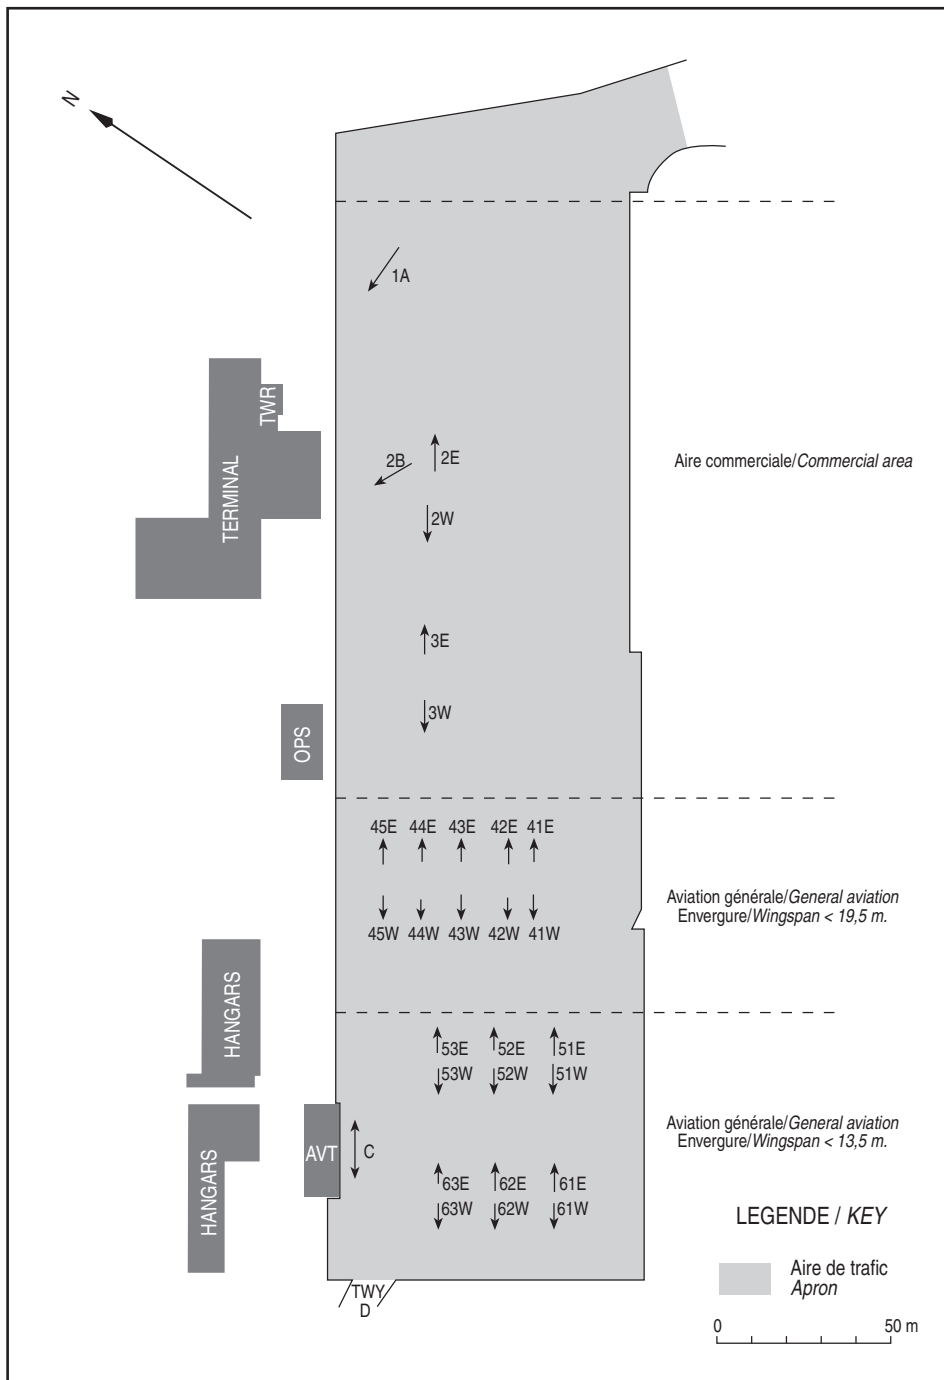 N
1A
TWR
TERMINAL
2B
2E
2W
Aire commerciale/Commercial area
3E
3W
OPS
45E 44E 43E 42E 41E
45W 44W 43W 42W 41W
Aviation générale/General aviation
Envergure/Wingspan < 19,5 m.
HANGARS
53E 52E 51E
53W 52W 51W
HANGARS
AVT
C
Aviation générale/General aviation
Envergure/Wingspan < 13,5 m.
63E 62E 61E
63W 62W 61W
TWY
D
LEGENDE / KEY
Aire de trafic
Apron
0 50 m